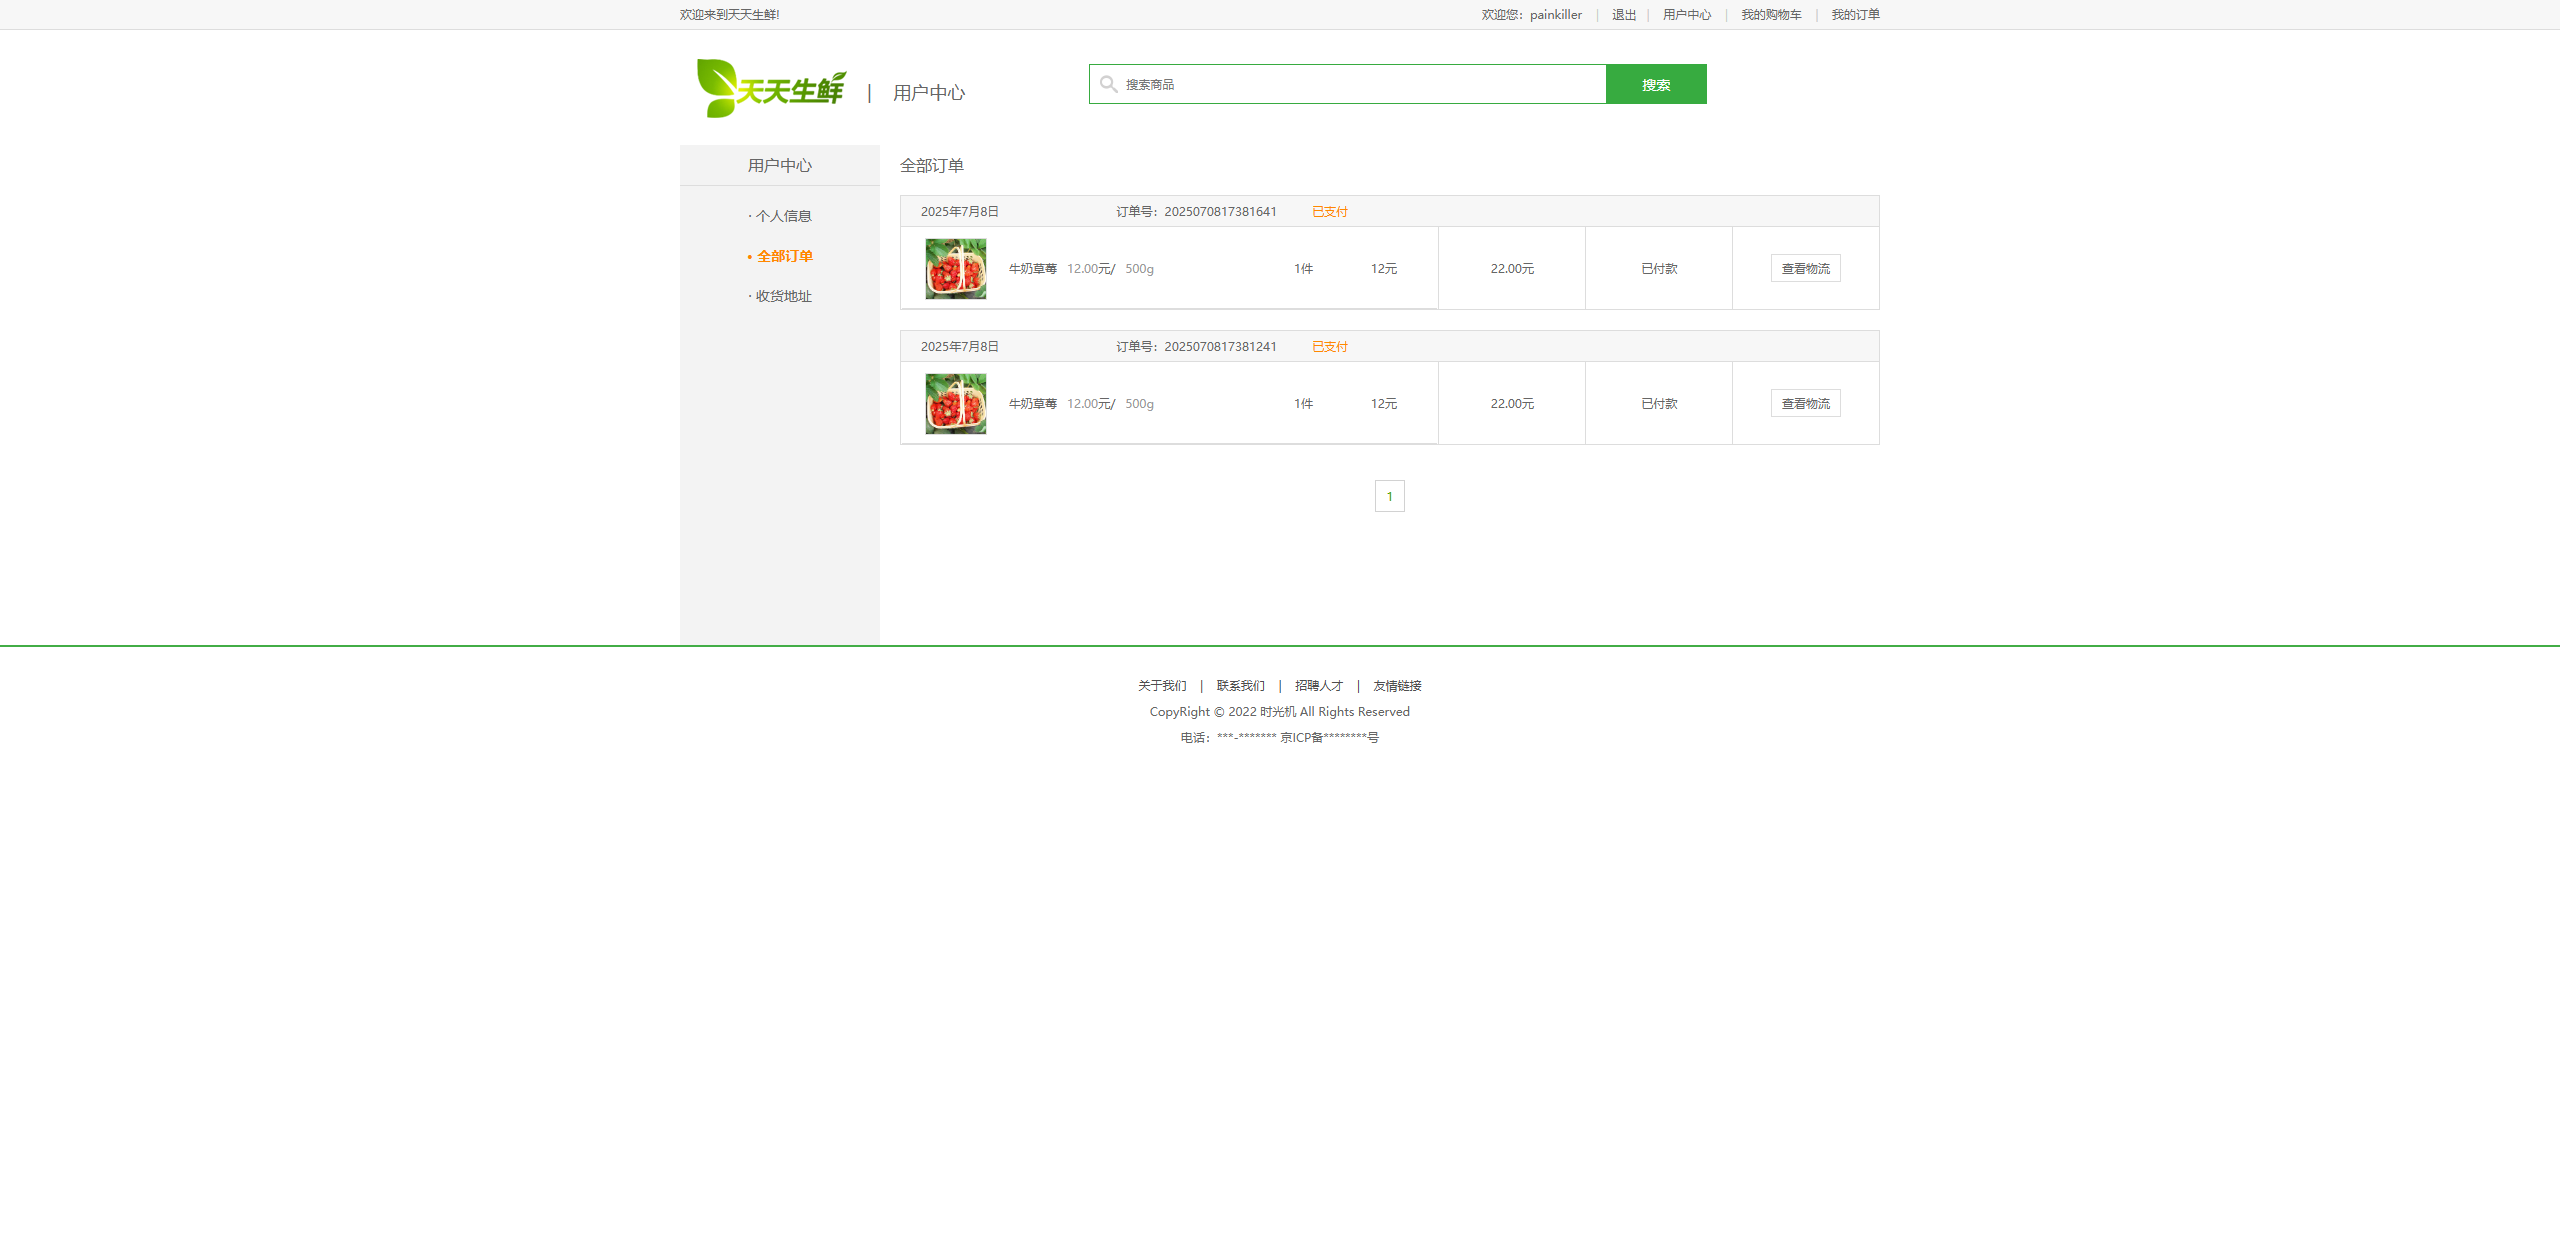 欢迎来到天天生鲜!
欢迎您：painkiller | 退出 | 用户中心 | 我的购物车 | 我的订单
天天生鲜 | 用户中心
搜索商品 搜索
用户中心
· 个人信息
• 全部订单
· 收货地址
全部订单
2025年7月8日 订单号：2025070817381641 已支付
牛奶草莓 12.00元/ 500g 1件 12元 22.00元 已付款 查看物流
2025年7月8日 订单号：2025070817381241 已支付
牛奶草莓 12.00元/ 500g 1件 12元 22.00元 已付款 查看物流
1
关于我们 | 联系我们 | 招聘人才 | 友情链接
CopyRight © 2022 时光机 All Rights Reserved
电话：***-******* 京ICP备********号